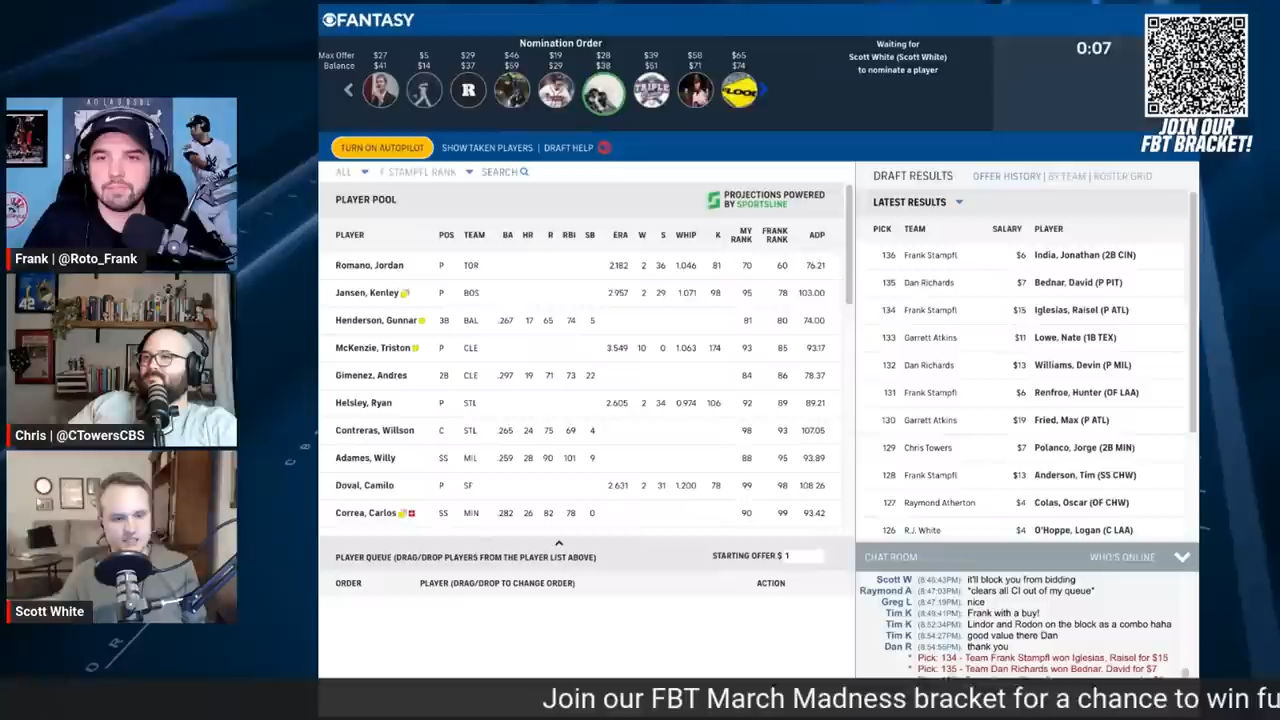 FANTASY
Nomination Order
Max Offer $27 $5 $29 $46 $19 $28 $39 $58 $65
Balance $41 $14 $37 $59 $29 $38 $51 $71 $74
R
TRIPLE
Waiting for
Scott White (Scott White)
to nominate a player
0:07
JOIN OUR
FBT BRACKET!
TURN ON AUTOPILOT SHOW TAKEN PLAYERS | DRAFT HELP
ALL F STAMPFL RANK SEARCH
PLAYER POOL
PROJECTIONS POWERED
BY SPORTSLINE
PLAYER POS TEAM BA HR R RBI SB ERA W S WHIP K MY RANK FRANK RANK ADP
Romano, Jordan P TOR 2.182 2 36 1.046 81 70 60 76.21
Jansen, Kenley P BOS 2.957 2 29 1.071 98 95 78 103.00
Henderson, Gunnar 3B BAL .267 17 65 74 5 81 80 74.00
McKenzie, Triston P CLE 3.549 10 0 1.063 174 93 85 93.17
Gimenez, Andres 2B CLE .297 19 71 73 22 84 86 78.37
Helsley, Ryan P STL 2.605 2 34 0.974 106 92 89 89.21
Contreras, Willson C STL .265 24 75 69 4 98 93 107.05
Adames, Willy SS MIL .259 28 90 101 9 88 95 93.89
Doval, Camilo P SF 2.631 2 31 1.200 78 99 98 108.26
Correa, Carlos SS MIN .282 26 82 78 0 90 99 93.42
PLAYER QUEUE (DRAG/DROP PLAYERS FROM THE PLAYER LIST ABOVE) STARTING OFFER $ 1
ORDER PLAYER (DRAG/DROP TO CHANGE ORDER) ACTION
DRAFT RESULTS OFFER HISTORY | BY TEAM | ROSTER GRID
LATEST RESULTS
PICK TEAM SALARY PLAYER
136 Frank Stampfl $6 India, Jonathan (2B CIN)
135 Dan Richards $7 Bednar, David (P PIT)
134 Frank Stampfl $15 Iglesias, Raisel (P ATL)
133 Garrett Atkins $11 Lowe, Nate (1B TEX)
132 Dan Richards $13 Williams, Devin (P MIL)
131 Frank Stampfl $6 Renfroe, Hunter (OF LAA)
130 Garrett Atkins $19 Fried, Max (P ATL)
129 Chris Towers $7 Polanco, Jorge (2B MIN)
128 Frank Stampfl $13 Anderson, Tim (SS CHW)
127 Raymond Atherton $4 Colas, Oscar (OF CHW)
126 R.J. White $4 O'Hoppe, Logan (C LAA)
CHAT ROOM WHO'S ONLINE
Scott W (8:46:43PM): it'll block you from bidding
Raymond A (8:47:03PM): *clears all CI out of my queue*
Greg L (8:47:19PM): nice
Tim K (8:49:41PM): Frank with a buy!
Tim K (8:52:34PM): Lindor and Rodon on the block as a combo haha
Tim K (8:54:27PM): good value there Dan
Dan R (8:54:55PM): thank you
* Pick: 134 - Team Frank Stampfl won Iglesias, Raisel for $15
* Pick: 135 - Team Dan Richards won Bednar, David for $7
Frank | @Roto_Frank
42
Chris | @CTowersCBS
Scott White
Join our FBT March Madness bracket for a chance to win fu